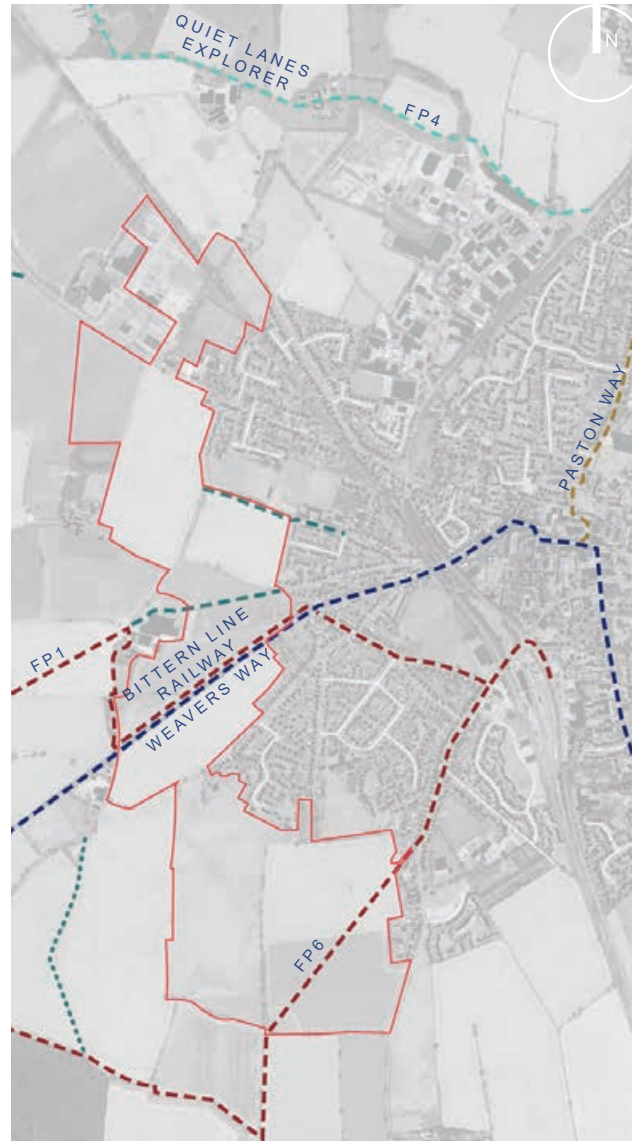 QUIET LANES
EXPLORER
N
FP4
PASTON WAY
FP1
BITTERN LINE
RAILWAY
WEAVERS WAY
FP6